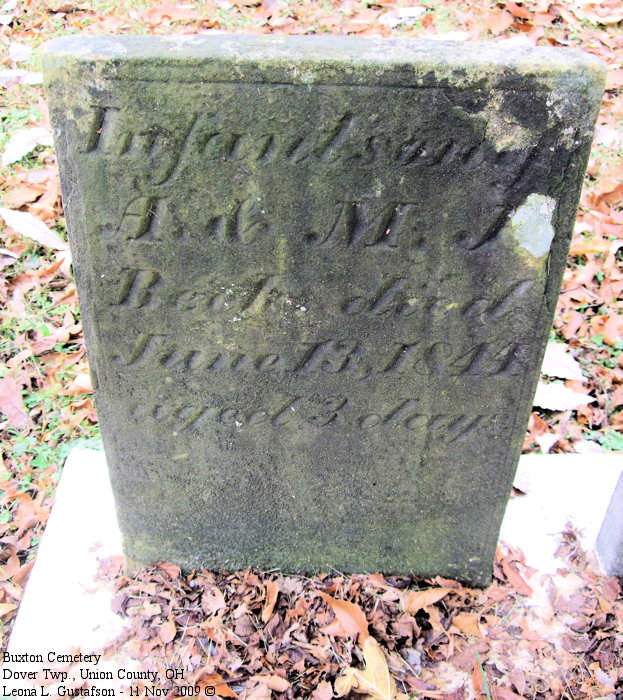 Infant son of
A. & M. J.
Beck died
June 13, 1844
aged 3 days
Buxton Cemetery
Dover Twp., Union County, OH
Leona L. Gustafson - 11 Nov 2009 ©